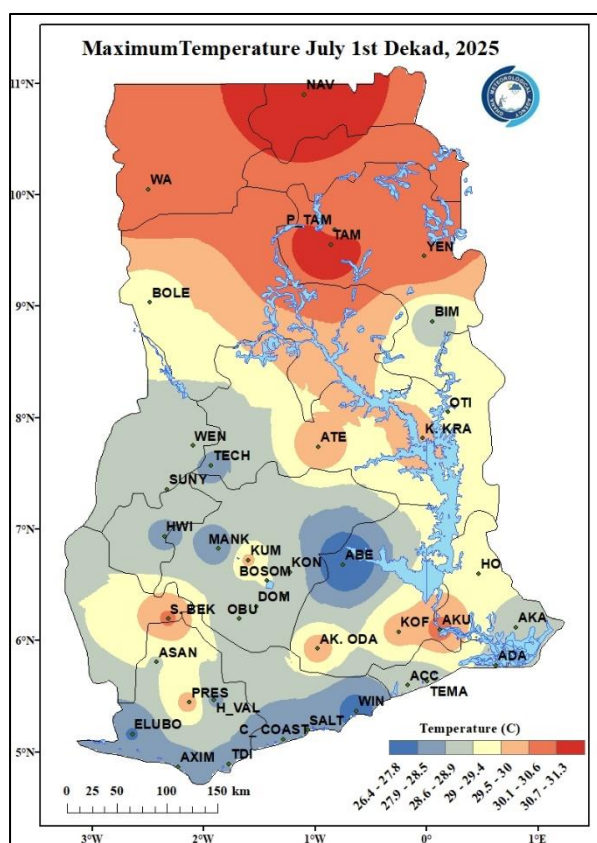 MaximumTemperature July 1st Dekad, 2025
GHANA METEOROLOGICAL AGENCY
11°N
NAV
10°N
WA
P_TAM
TAM
YEN
9°N
BOLE
BIM
OTI
8°N
K. KRA
WEN
ATE
TECH
SUNY
7°N
HWI
MANK
KUM
KON
ABE
BOSOM
HO
DOM
S_BEK
OBU
KOF
AKU
AKA
6°N
AK. ODA
ASAN
ADA
ACC
TEMA
PRES
H_VAL
WIN
SALT
C_COAST
ELUBO
5°N
AXIM
TDI
Temperature (C)
26.4 - 27.8
27.9 - 28.5
28.6 - 28.9
29 - 29.4
29.5 - 30
30.1 - 30.6
30.7 - 31.3
0 25 50 100 150 km
3°W 2°W 1°W 0° 1°E